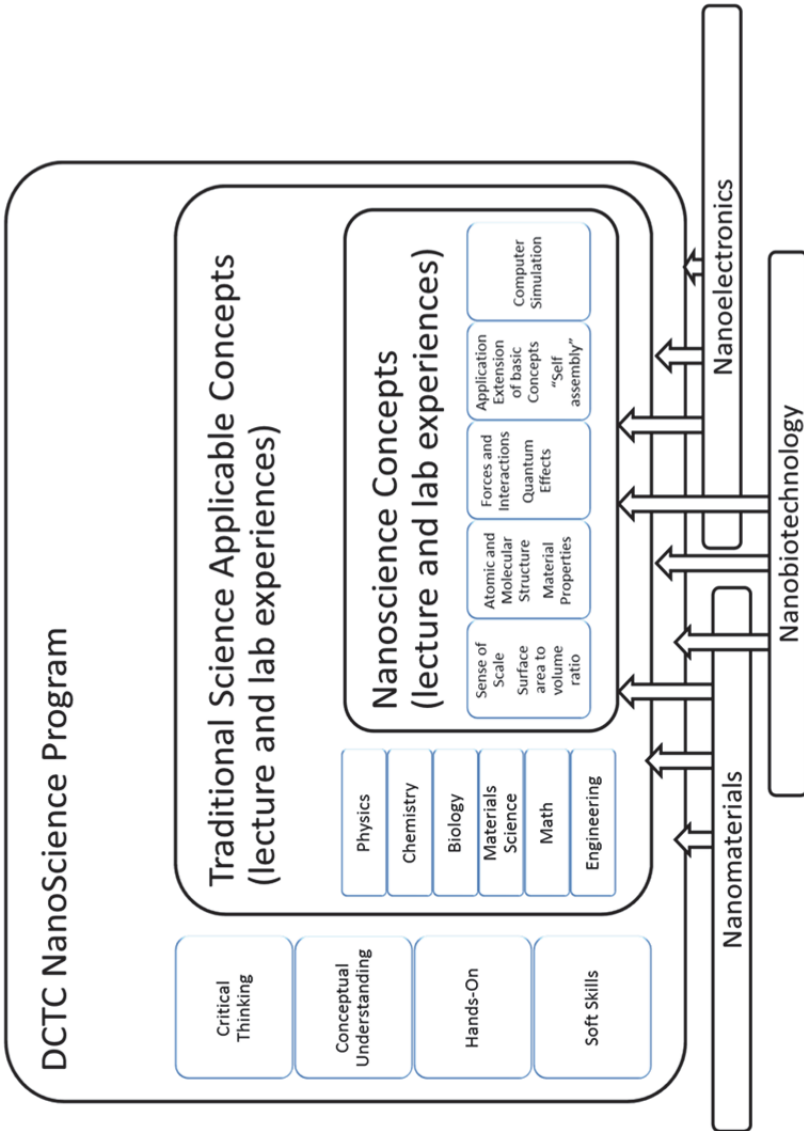 DCTC NanoScience Program
Critical
Thinking
Conceptual
Understanding
Hands-On
Soft Skills
Traditional Science Applicable Concepts
(lecture and lab experiences)
Physics
Chemistry
Biology
Materials
Science
Math
Engineering
Nanoscience Concepts
(lecture and lab experiences)
Sense of
Scale
Surface
area to
volume
ratio
Atomic and
Molecular
Structure
Material
Properties
Forces and
Interactions
Quantum
Effects
Application
Extension
of basic
Concepts
“Self
assembly”
Computer
Simulation
Nanomaterials
Nanoelectronics
Nanobiotechnology